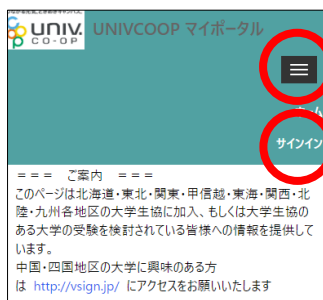 UNIV.
CO-OP
UNIVCOOP マイポータル
サインイン
＝＝＝ ご案内 ＝＝＝
このページは北海道・東北・関東・甲信越・東海・関西・北
陸・九州各地区の大学生協に加入、もしくは大学生協の
ある大学の受験を検討されている皆様への情報を提供して
います。
中国・四国地区の大学に興味のある方
は http://vsign.jp/ にアクセスをお願いいたします